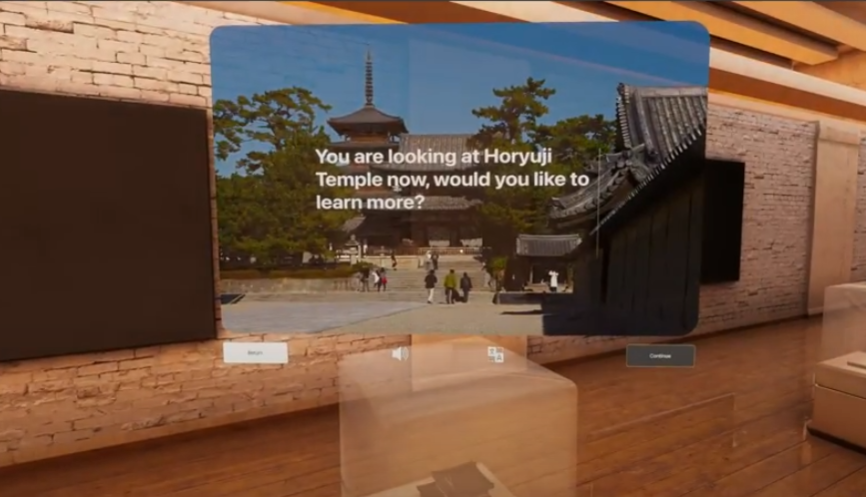 You are looking at Horyuji
Temple now, would you like to
learn more?
Return
Continue